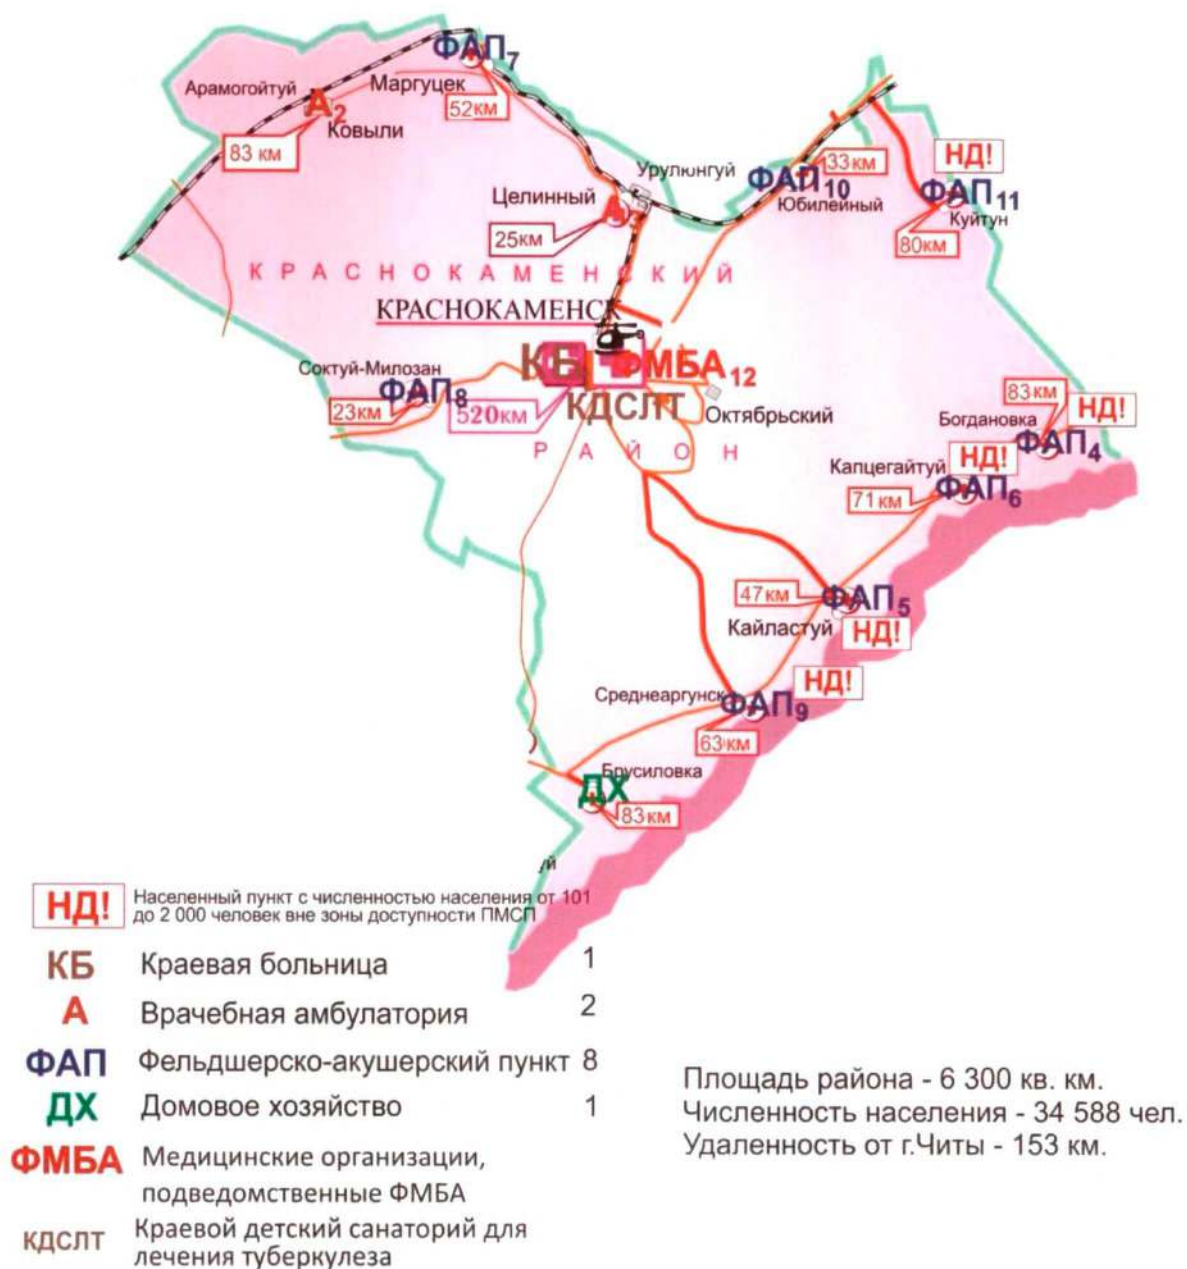 ФАП7
Арамогойтуй
Маргуцек
А2
52км
Ковыли
83 км
НД!
33км
Урулюнгуй
ФАП10
ФАП11
Целинный
А3
Юбилейный
Куйтун
25км
80км
КРАСНОКАМЕНСКИЙ
КРАСНОКАМЕНСК
КБ
ФМБА12
Соктуй-Милозан
ФАП8
83км
НД!
23км
520км
КДСЛТ
Октябрьский
Богдановка
РАЙОН
НД!
ФАП4
Капцегайтуй
ФАП6
71 км
47км
ФАП5
Кайластуй
НД!
НД!
Среднеаргунск
ФАП9
63км
Брусиловка
ДХ
83км
уй
НД! Населенный пункт с численностью населения от 101
до 2 000 человек вне зоны доступности ПМСП
КБ Краевая больница 1
А Врачебная амбулатория 2
ФАП Фельдшерско-акушерский пункт 8
ДХ Домовое хозяйство 1
ФМБА Медицинские организации,
подведомственные ФМБА
КДСЛТ Краевой детский санаторий для
лечения туберкулеза
Площадь района - 6 300 кв. км.
Численность населения - 34 588 чел.
Удаленность от г.Читы - 153 км.